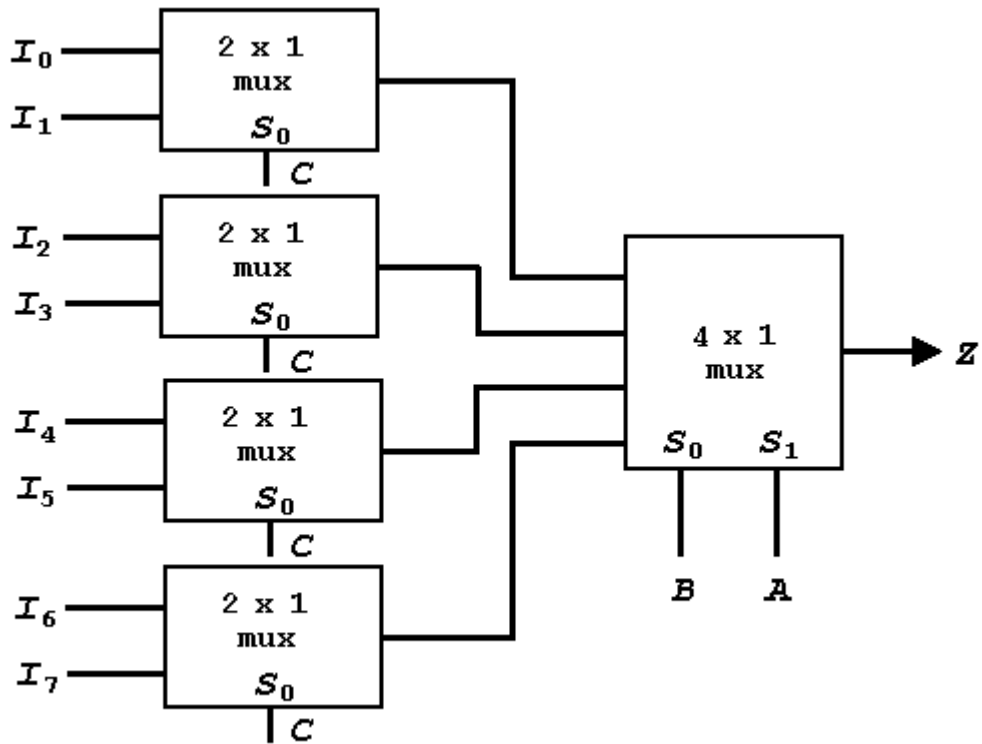 I0
2 x 1
mux
I1
S0
C
I2
2 x 1
mux
I3
S0
C
I4
2 x 1
mux
I5
S0
C
I6
2 x 1
mux
I7
S0
C
4 x 1
mux
S0 S1
B A
Z